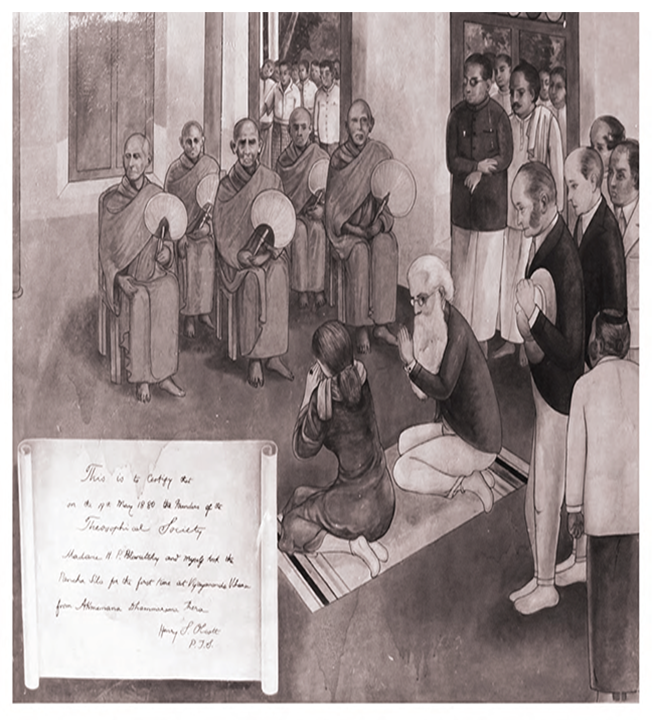 This is to Certify that
on the 19th May 1880 the Founders of the
Theosophical Society
Madame H. P. Blavatsky and myself took the
Pancha Sila for the first time at Vijayananda Vihara
from Akmeemana Dhammarama Thera
Henry S. Olcott
P.T.S.